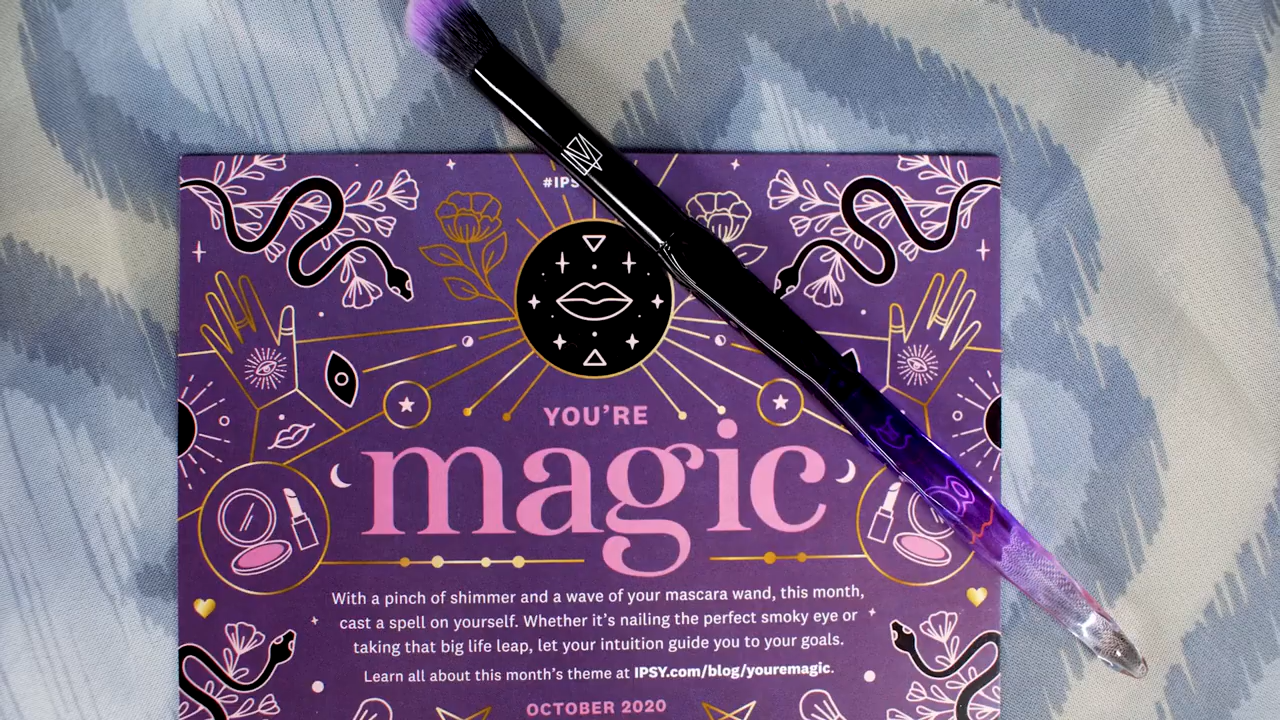 #IPS
YOU'RE
magic
With a pinch of shimmer and a wave of your mascara wand, this month,
cast a spell on yourself. Whether it's nailing the perfect smoky eye or
taking that big life leap, let your intuition guide you to your goals.
Learn all about this month's theme at IPSY.com/blog/youremagic.
OCTOBER 2020